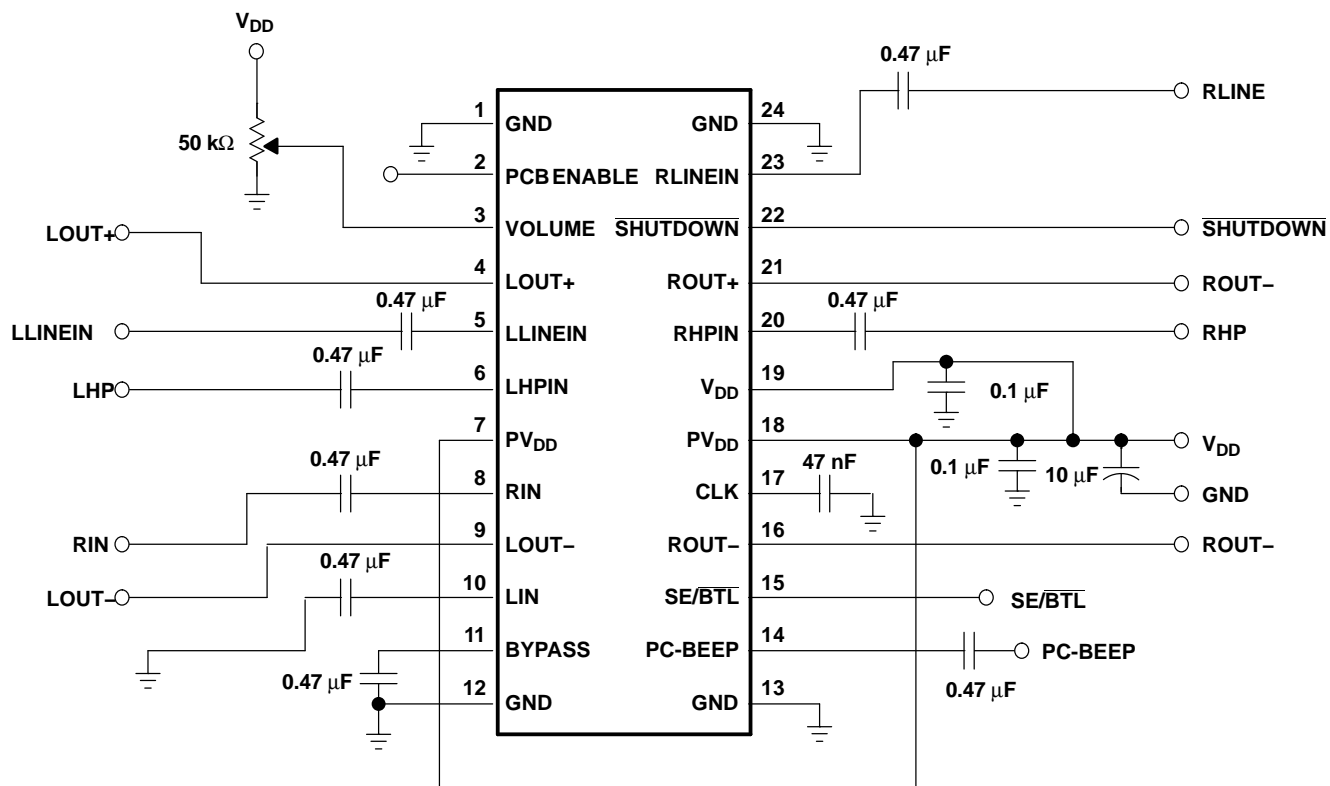 VDD
50 kΩ
LOUT+
LLINEIN
0.47 μF
LHP
0.47 μF
RIN
0.47 μF
LOUT–
0.47 μF
0.47 μF
1 GND
2 PCB ENABLE
3 VOLUME
4 LOUT+
5 LLINEIN
6 LHPIN
7 PVDD
8 RIN
9 LOUT–
10 LIN
11 BYPASS
12 GND
GND 24
RLINEIN 23
SHUTDOWN 22
ROUT+ 21
RHPIN 20
VDD 19
PVDD 18
CLK 17
ROUT– 16
SE/BTL 15
PC-BEEP 14
GND 13
0.47 μF
RLINE
SHUTDOWN
ROUT–
0.47 μF
RHP
0.1 μF
VDD
0.1 μF
10 μF
47 nF
GND
ROUT–
SE/BTL
PC-BEEP
0.47 μF